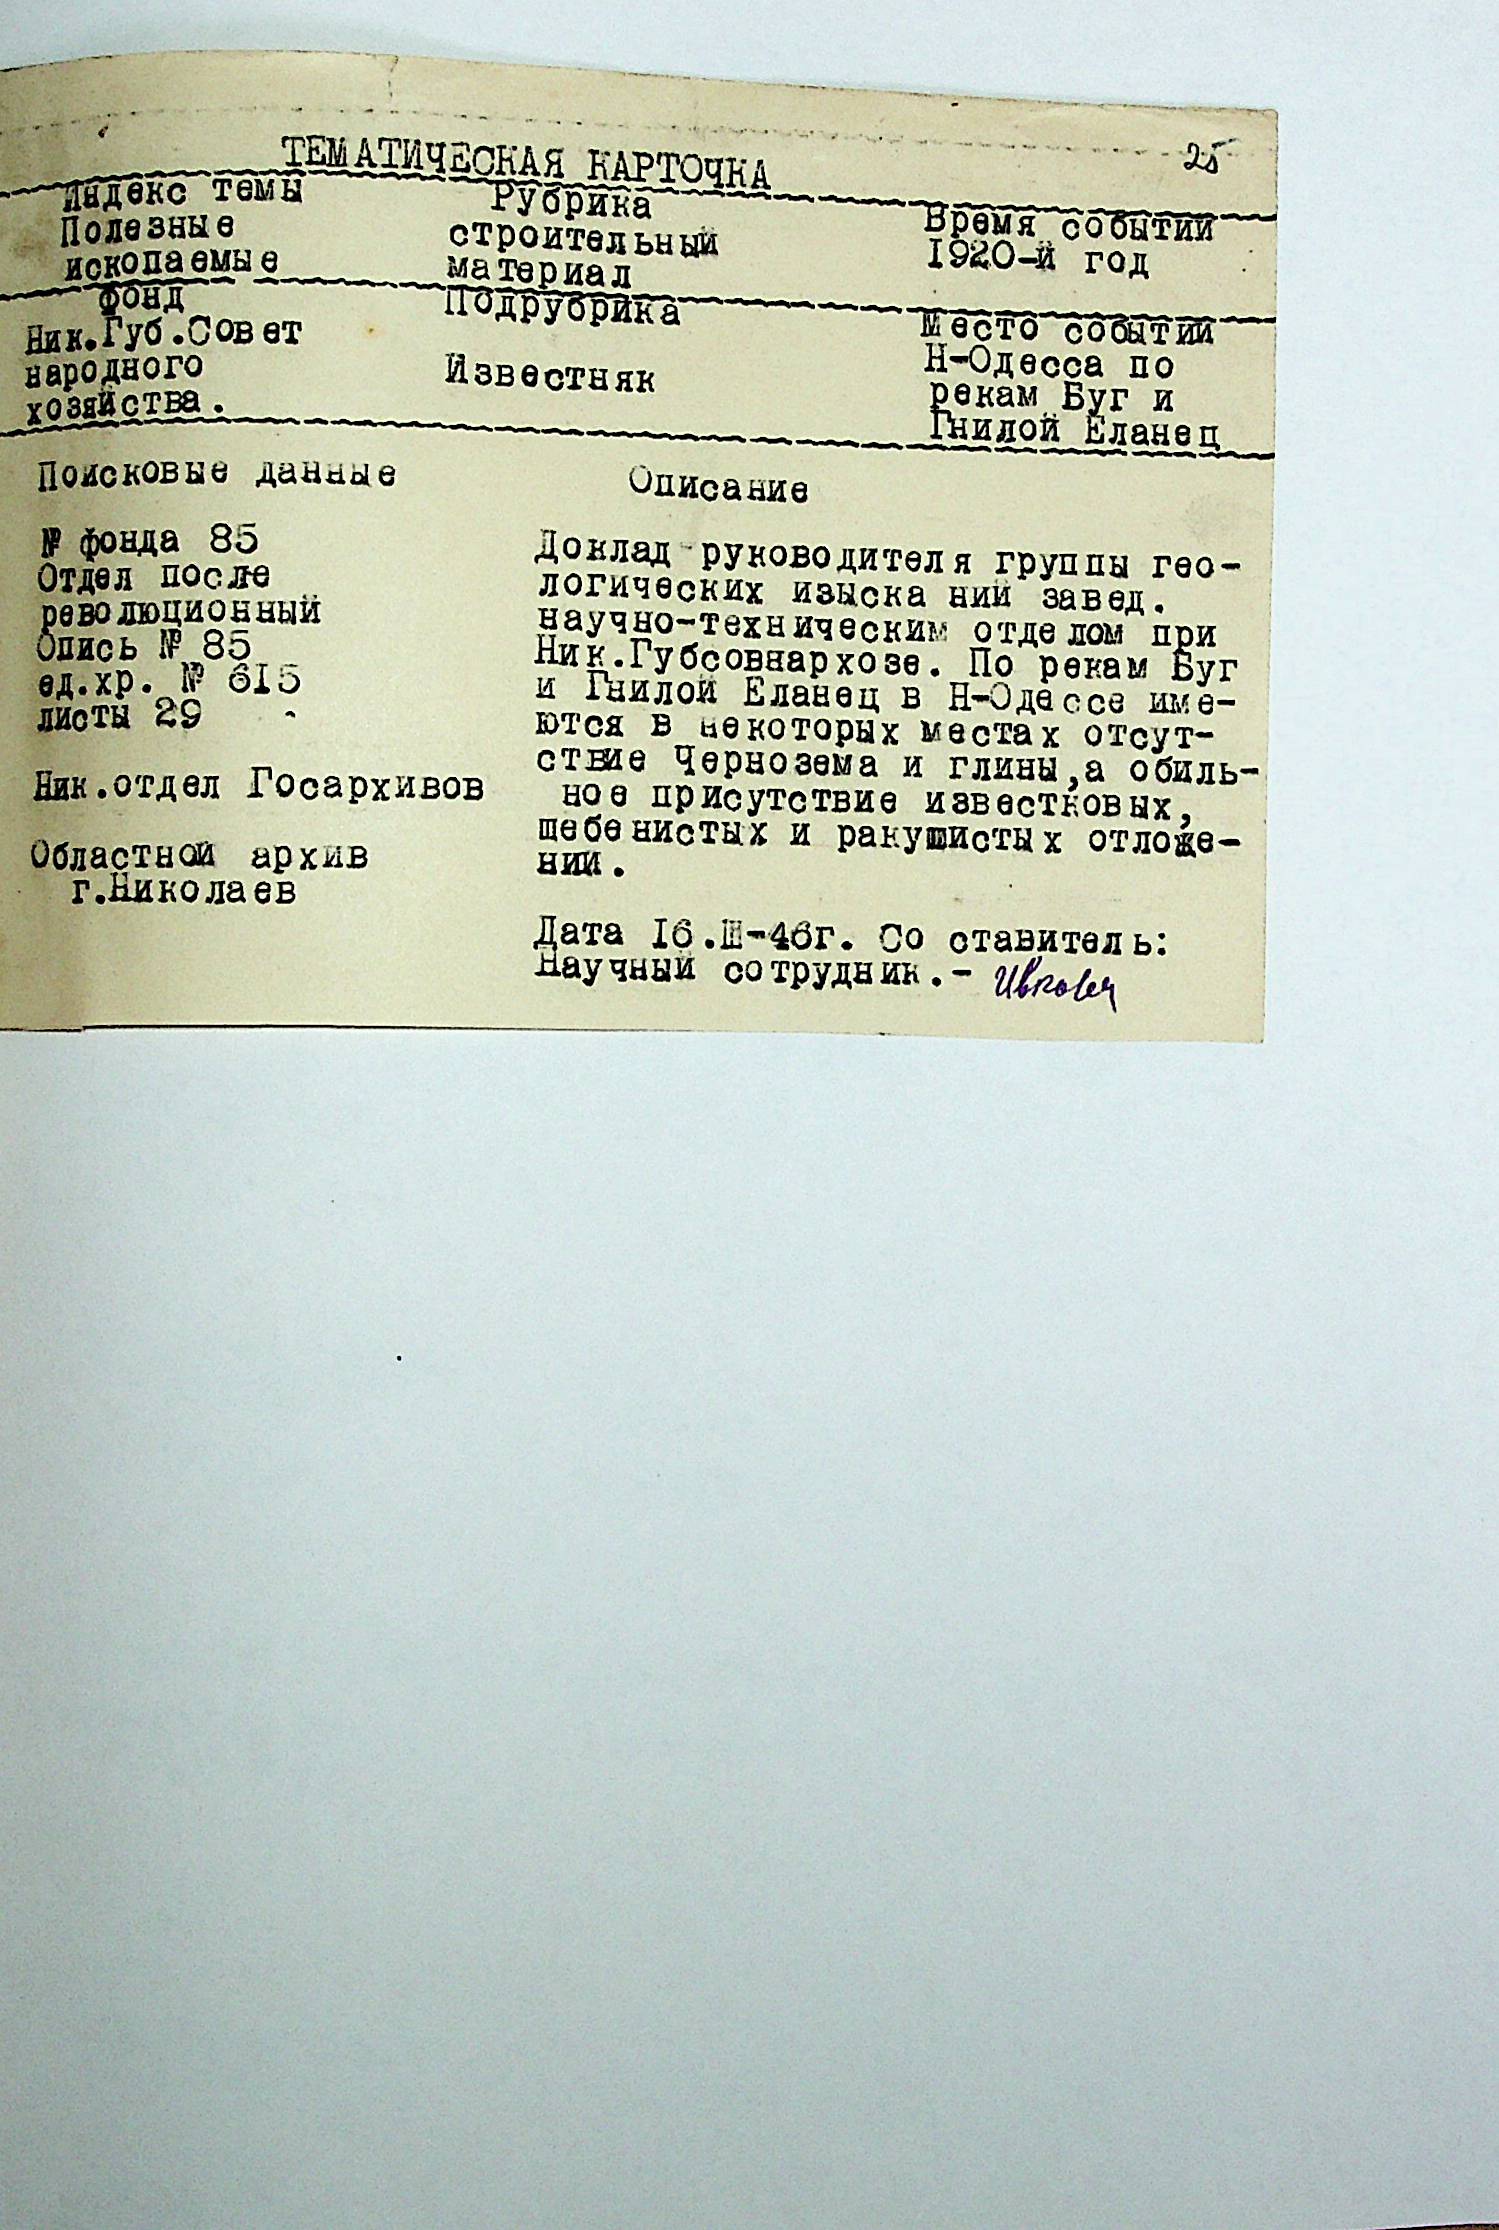 25
ТЕМАТИЧЕСКАЯ КАРТОЧКА
Индекс темы
Полезные
ископаемые
Рубрика
строительный
материал
Время событий
1920-й год
Фонд
Ник.Губ.Совет
народного
хозяйства.
Подрубрика
Известняк
Место событий
Н-Одесса по
рекам Буг и
Гнилой Еланец
Поисковые данные
№ фонда 85
Отдел после
революционный
Опись № 85
ед.хр. № 615
листы 29
Ник.отдел Госархивов
Областной архив
г.Николаев
Описание
Доклад руководителя группы гео-
логических изыска ний завед.
научно-техническим отделом при
Ник.Губсовнархозе. По рекам Буг
и Гнилой Еланец в Н-Одессе име-
ются в некоторых местах отсут-
ствие Чернозема и глины,а обиль-
ное присутствие известковых,
щебенистых и ракушистых отложе-
нии.
Дата 16.Ш-46г. Со ставитель:
Научный сотрудник.-